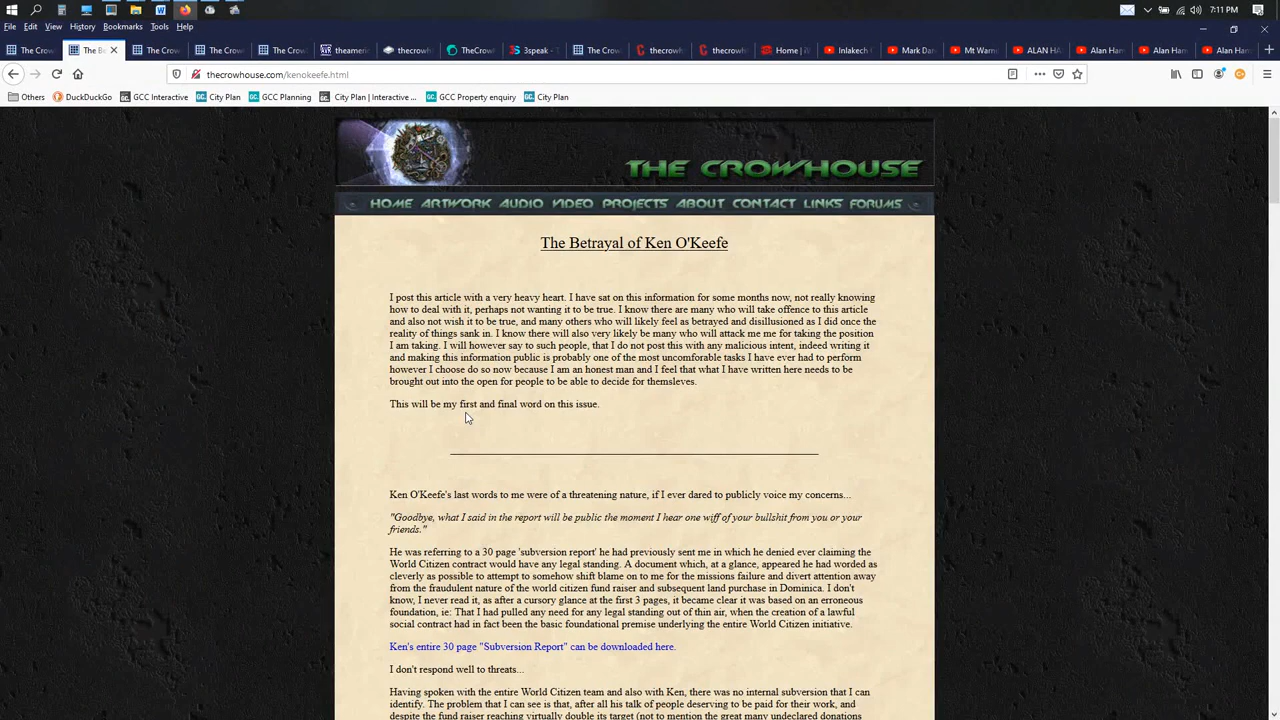 7:11 PM
File Edit View History Bookmarks Tools Help
The Crow The Be The Crow The Crow The Crow theameric thecrowh TheCrow 3speak - T The Crow thecrowh thecrowh Home | W Inlakech Mark Dar Mt Warn ALAN HA Alan Ham Alan Ham Alan Ham
thecrowhouse.com/kenokeefe.html
Others DuckDuckGo GCC Interactive City Plan GCC Planning City Plan | Interactive ... GCC Property enquiry City Plan
THE CROWHOUSE
HOME ARTWORK AUDIO VIDEO PROJECTS ABOUT CONTACT LINKS FORUMS
The Betrayal of Ken O'Keefe
I post this article with a very heavy heart. I have sat on this information for some months now, not really knowing
how to deal with it, perhaps not wanting it to be true. I know there are many who will take offence to this article
and also not wish it to be true, and many others who will likely feel as betrayed and disillusioned as I did once the
reality of things sank in. I know there will also very likely be many who will attack me me for taking the position
I am taking. I will however say to such people, that I do not post this with any malicious intent, indeed writing it
and making this information public is probably one of the most uncomforable tasks I have ever had to perform
however I choose do so now because I am an honest man and I feel that what I have written here needs to be
brought out into the open for people to be able to decide for themsleves.
This will be my first and final word on this issue.
Ken O'Keefe's last words to me were of a threatening nature, if I ever dared to publicly voice my concerns...
"Goodbye, what I said in the report will be public the moment I hear one wiff of your bullshit from you or your
friends."
He was referring to a 30 page 'subversion report' he had previously sent me in which he denied ever claiming the
World Citizen contract would have any legal standing. A document which, at a glance, appeared he had worded as
cleverly as possible to attempt to somehow shift blame on to me for the missions failure and divert attention away
from the fraudulent nature of the world citizen fund raiser and subsequent land purchase in Dominica. I don't
know, I never read it, as after a cursory glance at the first 3 pages, it became clear it was based on an erroneous
foundation, ie: That I had pulled any need for any legal standing out of thin air, when the creation of a lawful
social contract had in fact been the basic foundational premise underlying the entire World Citizen initiative.
Ken's entire 30 page "Subversion Report" can be downloaded here.
I don't respond well to threats...
Having spoken with the entire World Citizen team and also with Ken, there was no internal subversion that I can
identify. The problem that I can see is that, after all his talk of people deserving to be paid for their work, and
despite the fund raiser reaching virtually double its target (not to mention the great many undeclared donations